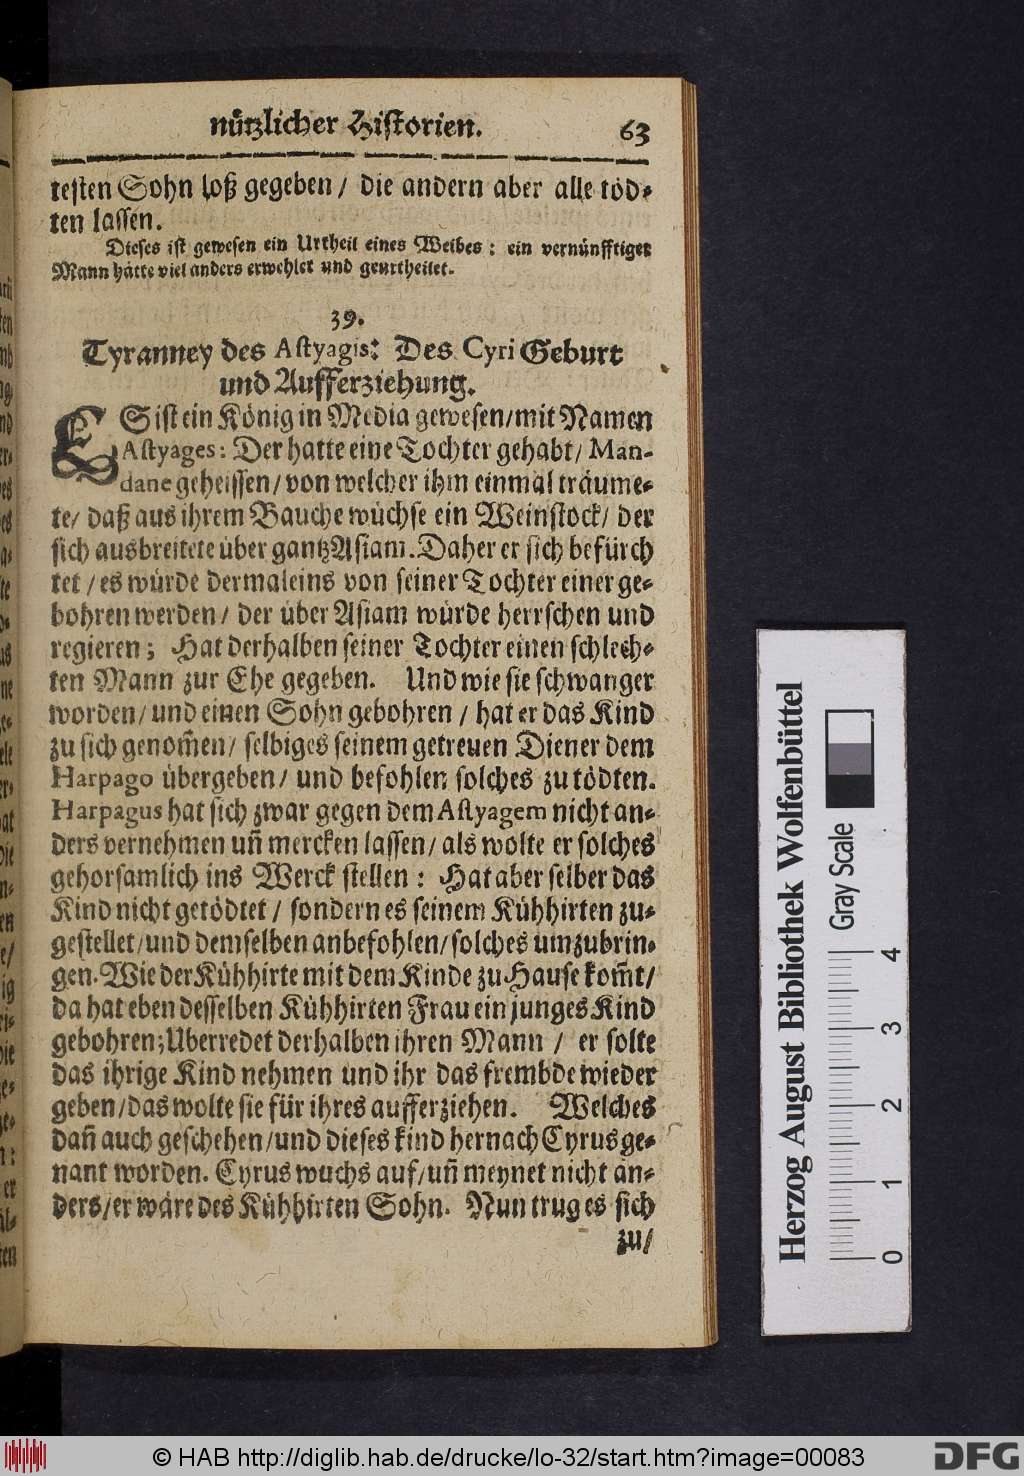 nützlicher Historien. 63
testen Sohn loß gegeben / die andern aber alle töd-
ten lassen.
Dieses ist gewesen ein Urtheil eines Weibes : ein vernünfftiger
Mann hätte viel anders erwehlet und geurtheilet.
39.
Tyranney des Astyagis: Des Cyri Geburt
und Aufferziehung.
ES ist ein König in Media gewesen/mit Namen
Astyages: Der hatte eine Tochter gehabt/ Man-
dane geheissen/ von welcher ihm einmal träume-
te/ daß aus ihrem Bauche wüchse ein Weinstock/ der
sich ausbreitete über gantz Asiam. Daher er sich befürch
tet / es würde dermaleins von seiner Tochter einer ge-
bohren werden/ der über Asiam würde herrschen und
regieren; Hat derhalben seiner Tochter einen schlech-
ten Mann zur Ehe gegeben. Und wie sie schwanger
worden/ und einen Sohn gebohren / hat er das Kind
zu sich genom̃en/ selbiges seinem getreuen Diener dem
Harpago übergeben/ und befohlen solches zu tödten.
Harpagus hat sich zwar gegen dem Astyagem nicht an-
ders vernehmen uñ mercken lassen/ als wolte er solches
gehorsamlich ins Werck stellen : Hat aber selber das
Kind nicht getödtet / sondern es seinem Kühhirten zu-
gestellet/und demselben anbefohlen/ solches umzubrin-
gen. Wie der Kühhirte mit dem Kinde zu Hause kom̃t/
da hat eben desselben Kühhirten Frau ein junges Kind
gebohren; Uberredet derhalben ihren Mann / er solte
das ihrige Kind nehmen und ihr das frembde wieder
geben/ das wolte sie für ihres aufferziehen. Welches
dañ auch geschehen/und dieses kind hernach Cyrus ge-
nant worden. Cyrus wuchs auf/uñ meynet nicht an-
ders/er wäre des Kühhirten Sohn. Nun trug es sich
zu/
Herzog August Bibliothek Wolfenbüttel
Gray Scale
0 1 2 3 4
© HAB http://diglib.hab.de/drucke/lo-32/start.htm?image=00083
DFG